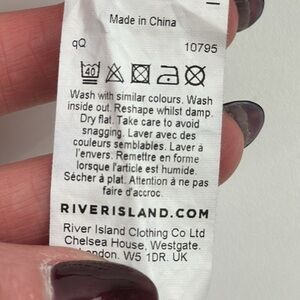 Made in China
qQ 10795
40
Wash with similar colours. Wash
inside out. Reshape whilst damp.
Dry flat. Take care to avoid
snagging. Laver avec des
couleurs semblables. Laver à
l'envers. Remettre en forme
lorsque l'article est humide.
Sécher à plat. Attention à ne pas
faire d'accroc.
RIVERISLAND.COM
River Island Clothing Co Ltd
Chelsea House, Westgate,
London. W5 1DR. UK